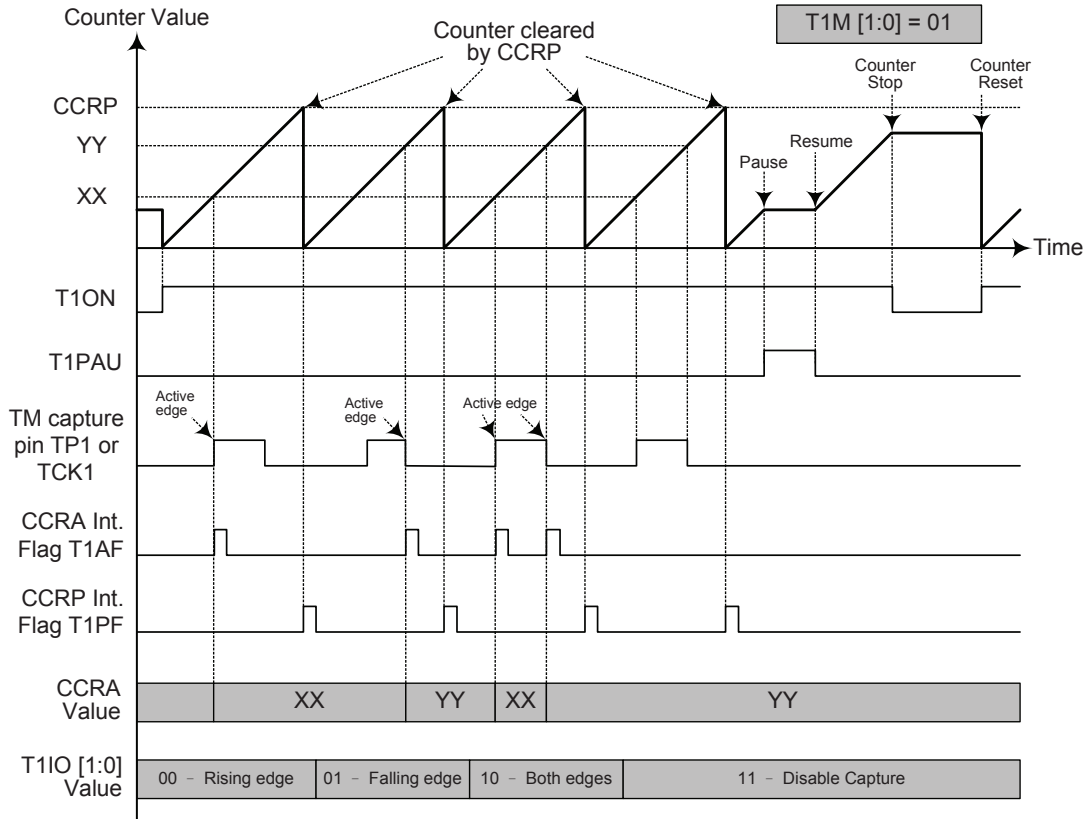 Counter Value
T1M [1:0] = 01
Counter cleared
by CCRP
Counter
Stop
Counter
Reset
CCRP
YY
XX
Pause
Resume
Time
T1ON
T1PAU
TM capture
pin TP1 or
TCK1
Active
edge
Active
edge
Active edge
CCRA Int.
Flag T1AF
CCRP Int.
Flag T1PF
CCRA
Value
XX
YY
XX
YY
T1IO [1:0]
Value
00 – Rising edge
01 – Falling edge
10 – Both edges
11 – Disable Capture